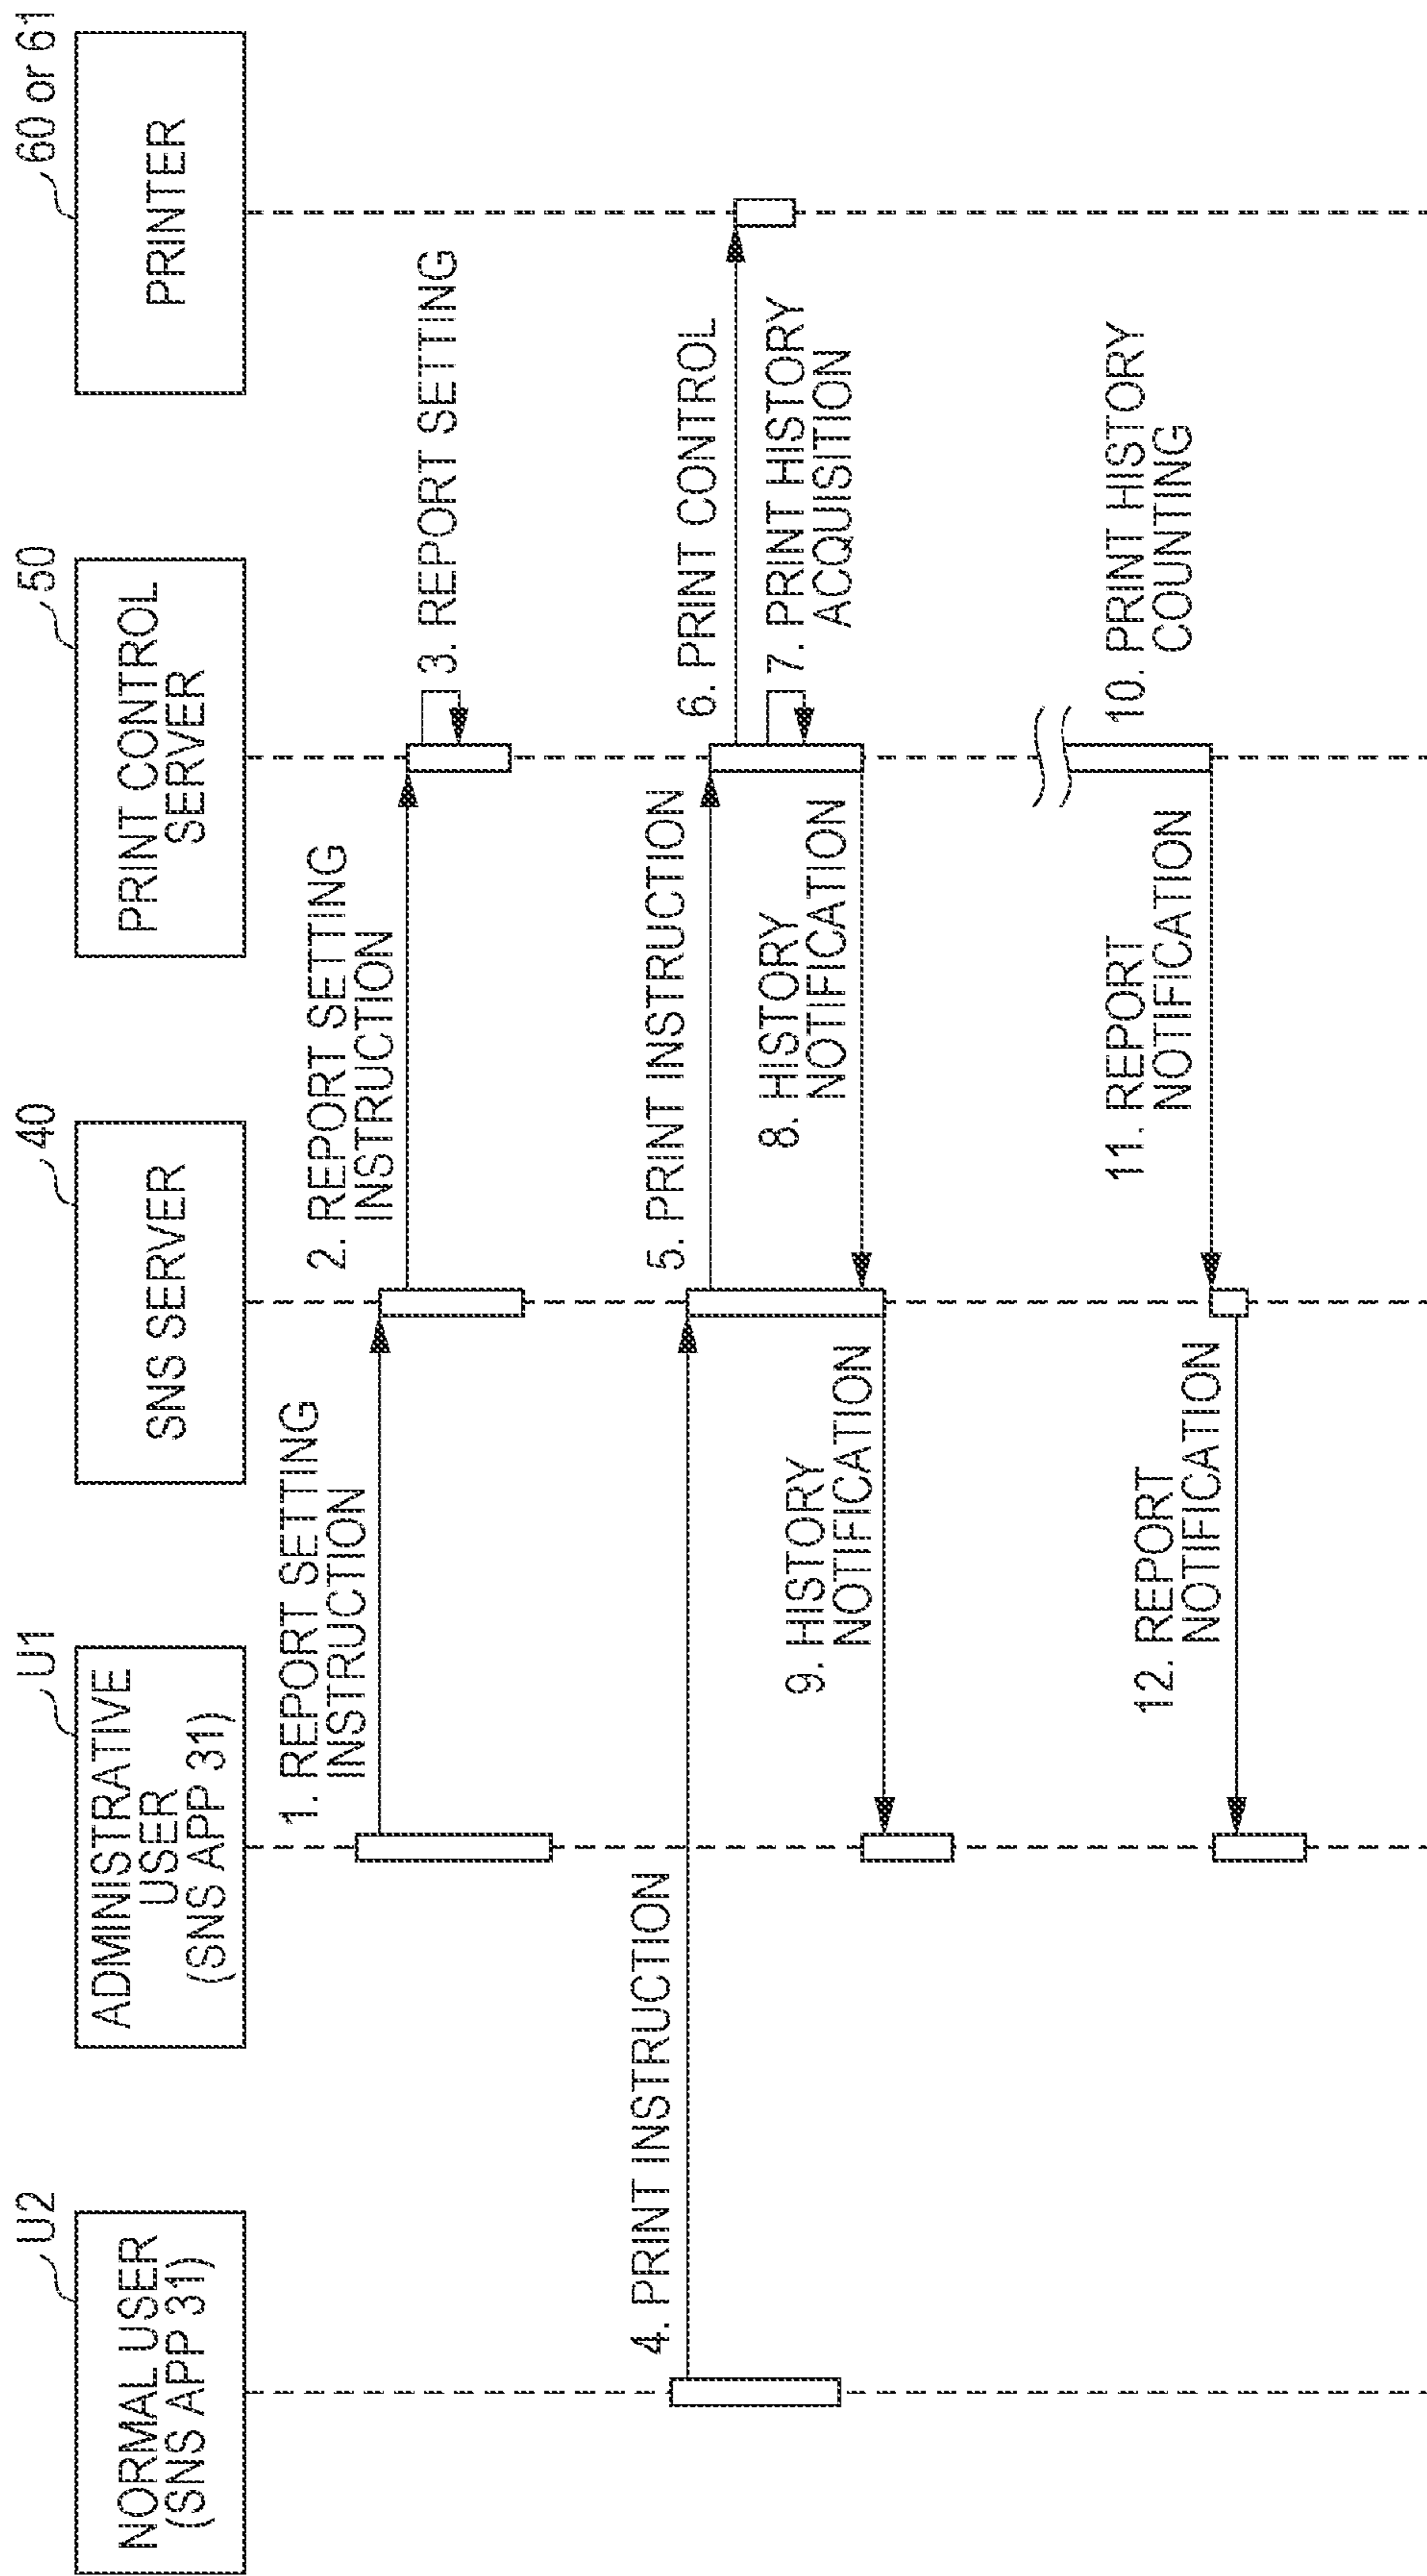 U2
NORMAL USER
(SNS APP 31)
U1
ADMINISTRATIVE
USER
(SNS APP 31)
40
SNS SERVER
50
PRINT CONTROL
SERVER
60 or 61
PRINTER
1. REPORT SETTING
INSTRUCTION
2. REPORT SETTING
INSTRUCTION
3. REPORT SETTING
4. PRINT INSTRUCTION
5. PRINT INSTRUCTION
6. PRINT CONTROL
7. PRINT HISTORY
ACQUISITION
8. HISTORY
NOTIFICATION
9. HISTORY
NOTIFICATION
10. PRINT HISTORY
COUNTING
11. REPORT
NOTIFICATION
12. REPORT
NOTIFICATION